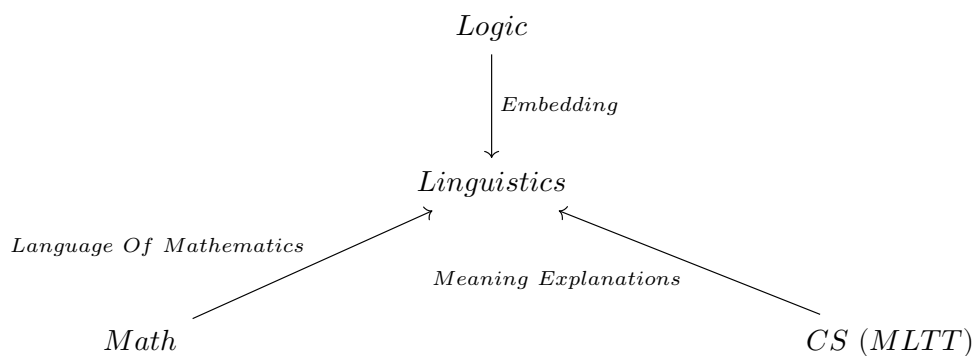 Logic
Embedding
Linguistics
Language Of Mathematics
Meaning Explanations
Math
CS (MLTT)